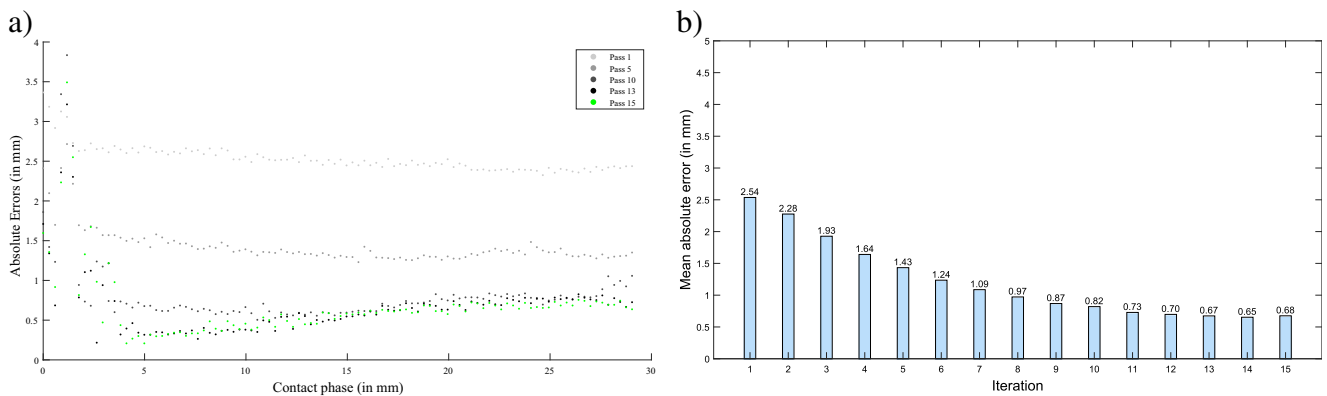 a)
4
3.5
3
2.5
2
1.5
1
0.5
0
0 5 10 15 20 25 30
Absolute Errors (in mm)
Contact phase (in mm)
Pass 1
Pass 5
Pass 10
Pass 13
Pass 15
b)
5
4.5
4
3.5
3
2.5
2
1.5
1
0.5
0
Mean absolute error (in mm)
2.54 2.28 1.93 1.64 1.43 1.24 1.09 0.97 0.87 0.82 0.73 0.70 0.67 0.65 0.68
1 2 3 4 5 6 7 8 9 10 11 12 13 14 15
Iteration